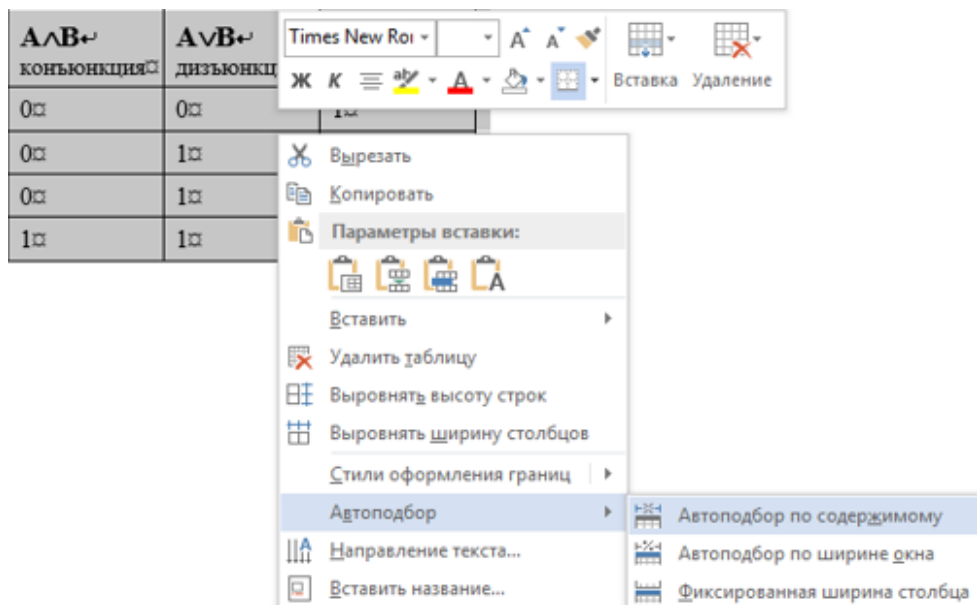 A∧B↵ A∨B↵
конъюнкция¤ дизъюнкц
0¤ 0¤ 1¤
0¤ 1¤
0¤ 1¤
1¤ 1¤
Times New Roi
Ж К ab A Вставка Удаление
Вырезать
Копировать
Параметры вставки:
Вставить
Удалить таблицу
Выровнять высоту строк
Выровнять ширину столбцов
Стили оформления границ
Автоподбор
Автоподбор по содержимому
Автоподбор по ширине окна
Фиксированная ширина столбца
Направление текста...
Вставить название...